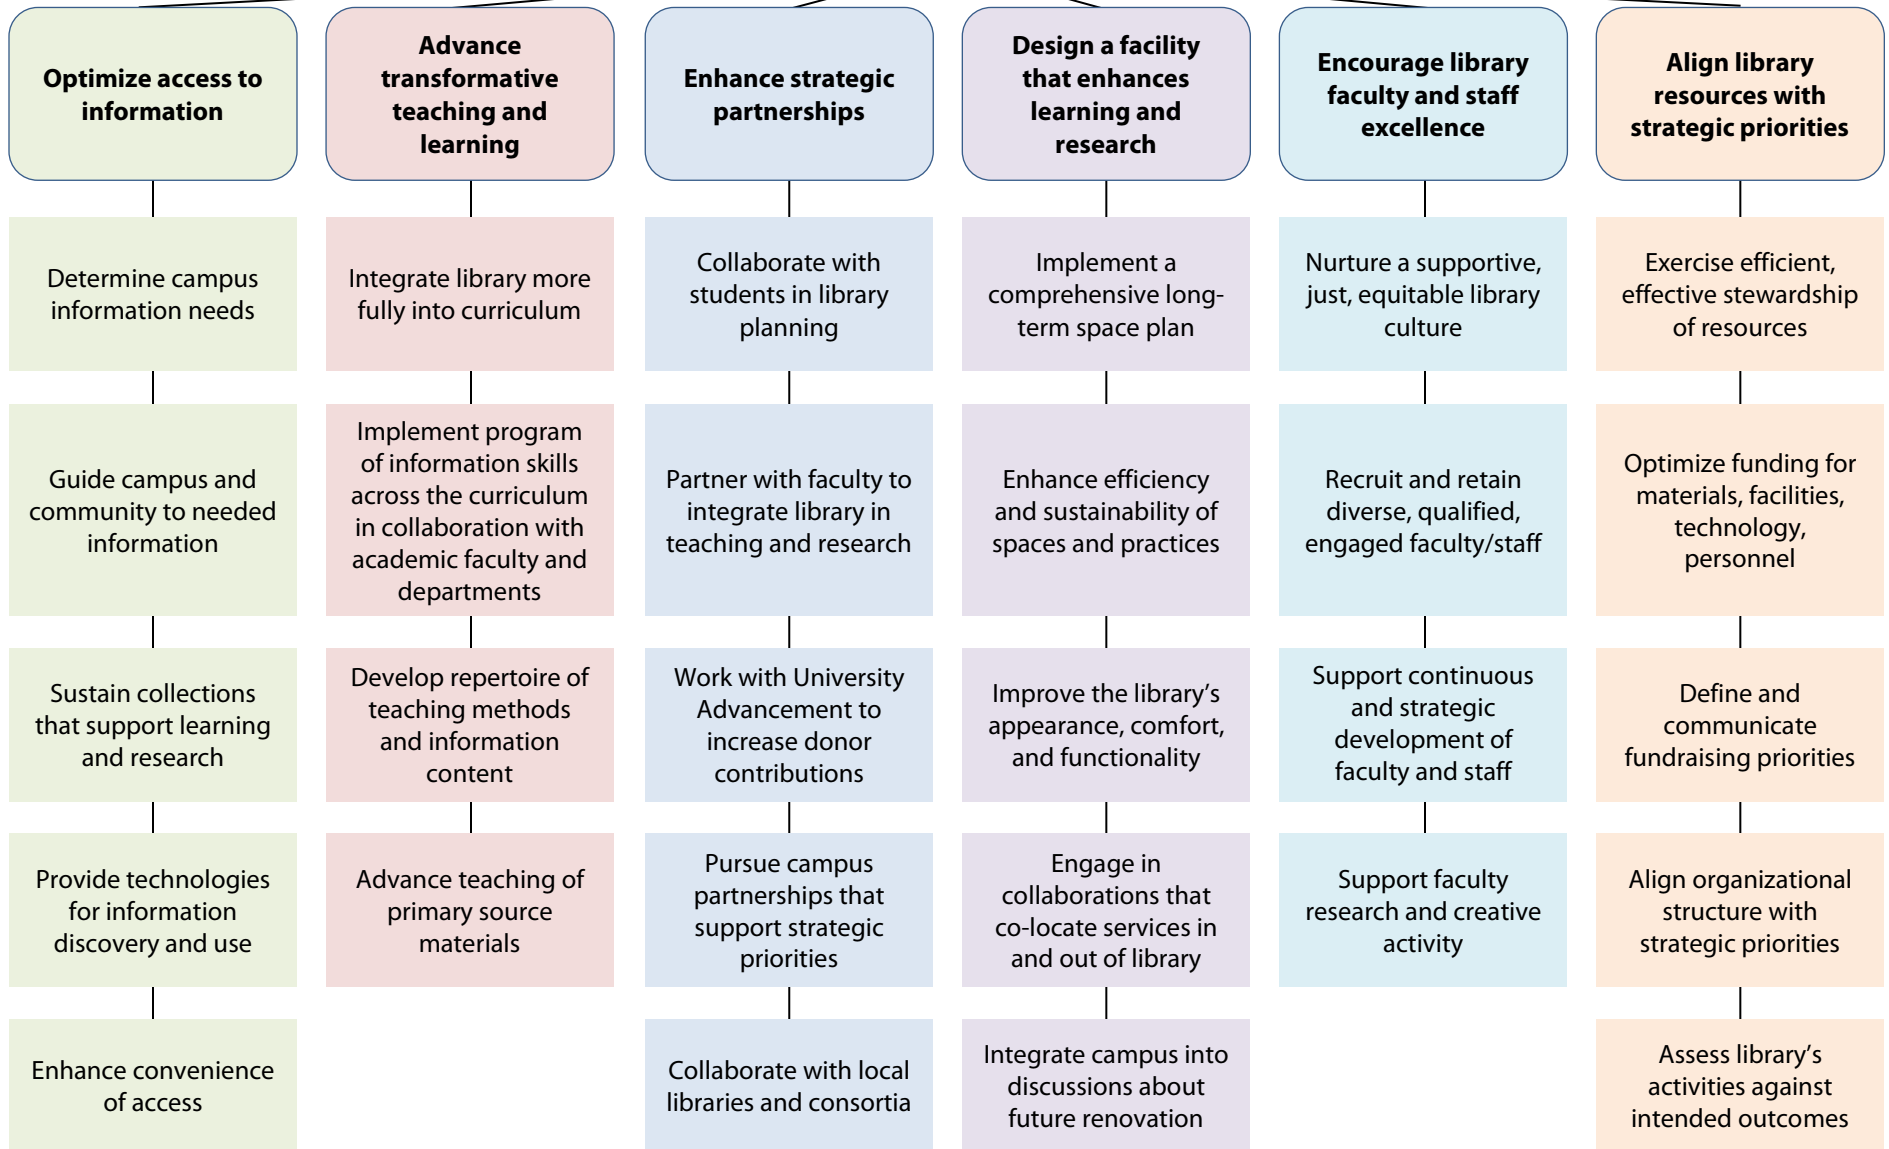 Optimize access to
information
Determine campus
information needs
Guide campus and
community to needed
information
Sustain collections
that support learning
and research
Provide technologies
for information
discovery and use
Enhance convenience
of access
Advance
transformative
teaching and
learning
Integrate library more
fully into curriculum
Implement program
of information skills
across the curriculum
in collaboration with
academic faculty and
departments
Develop repertoire of
teaching methods
and information
content
Advance teaching of
primary source
materials
Enhance strategic
partnerships
Collaborate with
students in library
planning
Partner with faculty to
integrate library in
teaching and research
Work with University
Advancement to
increase donor
contributions
Pursue campus
partnerships that
support strategic
priorities
Collaborate with local
libraries and consortia
Design a facility
that enhances
learning and
research
Implement a
comprehensive long-
term space plan
Enhance efficiency
and sustainability of
spaces and practices
Improve the library’s
appearance, comfort,
and functionality
Engage in
collaborations that
co-locate services in
and out of library
Integrate campus into
discussions about
future renovation
Encourage library
faculty and staff
excellence
Nurture a supportive,
just, equitable library
culture
Recruit and retain
diverse, qualified,
engaged faculty/staff
Support continuous
and strategic
development of
faculty and staff
Support faculty
research and creative
activity
Align library
resources with
strategic priorities
Exercise efficient,
effective stewardship
of resources
Optimize funding for
materials, facilities,
technology,
personnel
Define and
communicate
fundraising priorities
Align organizational
structure with
strategic priorities
Assess library’s
activities against
intended outcomes